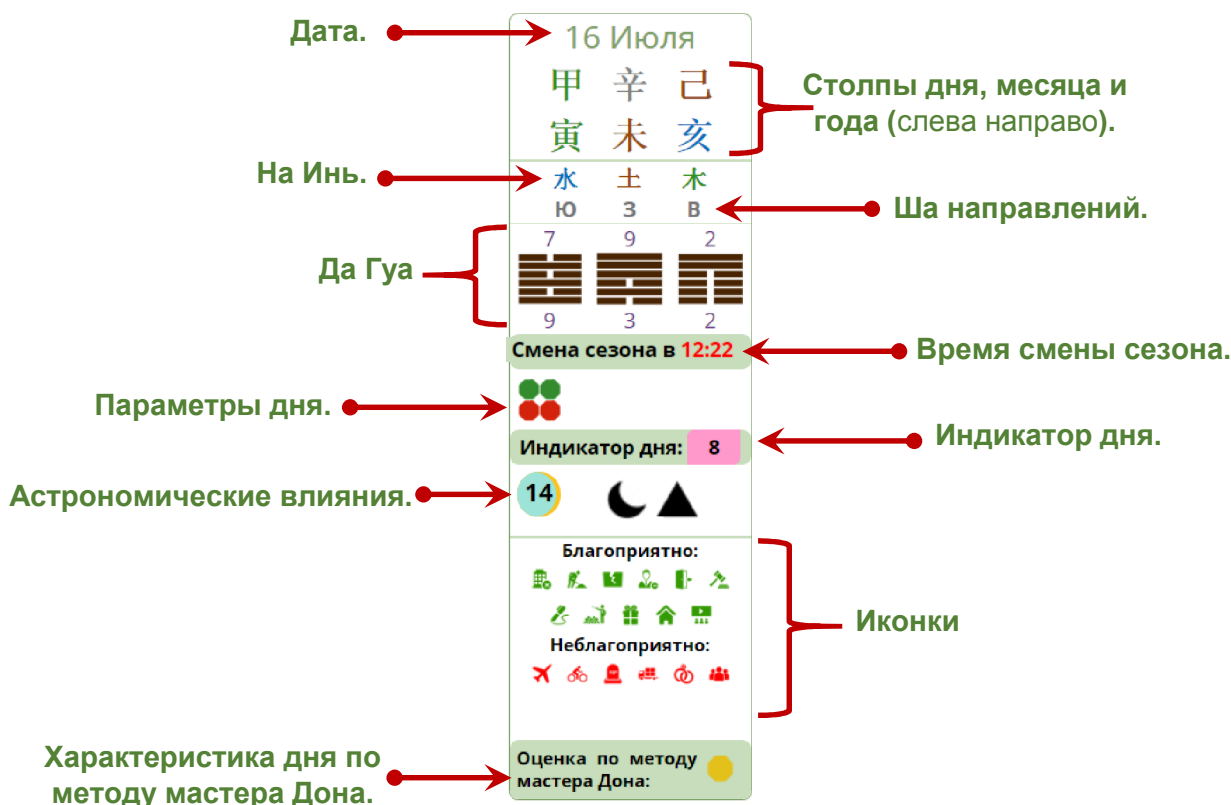 Дата.
16 Июля
甲 辛 己
寅 未 亥
Столпы дня, месяца и
года (слева направо).
На Инь.
水 土 木
Ю З В
Ша направлений.
7 9 2
Да Гуа
9 3 2
Смена сезона в 12:22
Время смены сезона.
Параметры дня.
Индикатор дня: 8
Индикатор дня.
Астрономические влияния.
14
Благоприятно:
Неблагоприятно:
Иконки
Характеристика дня по
методу мастера Дона.
Оценка по методу
мастера Дона: